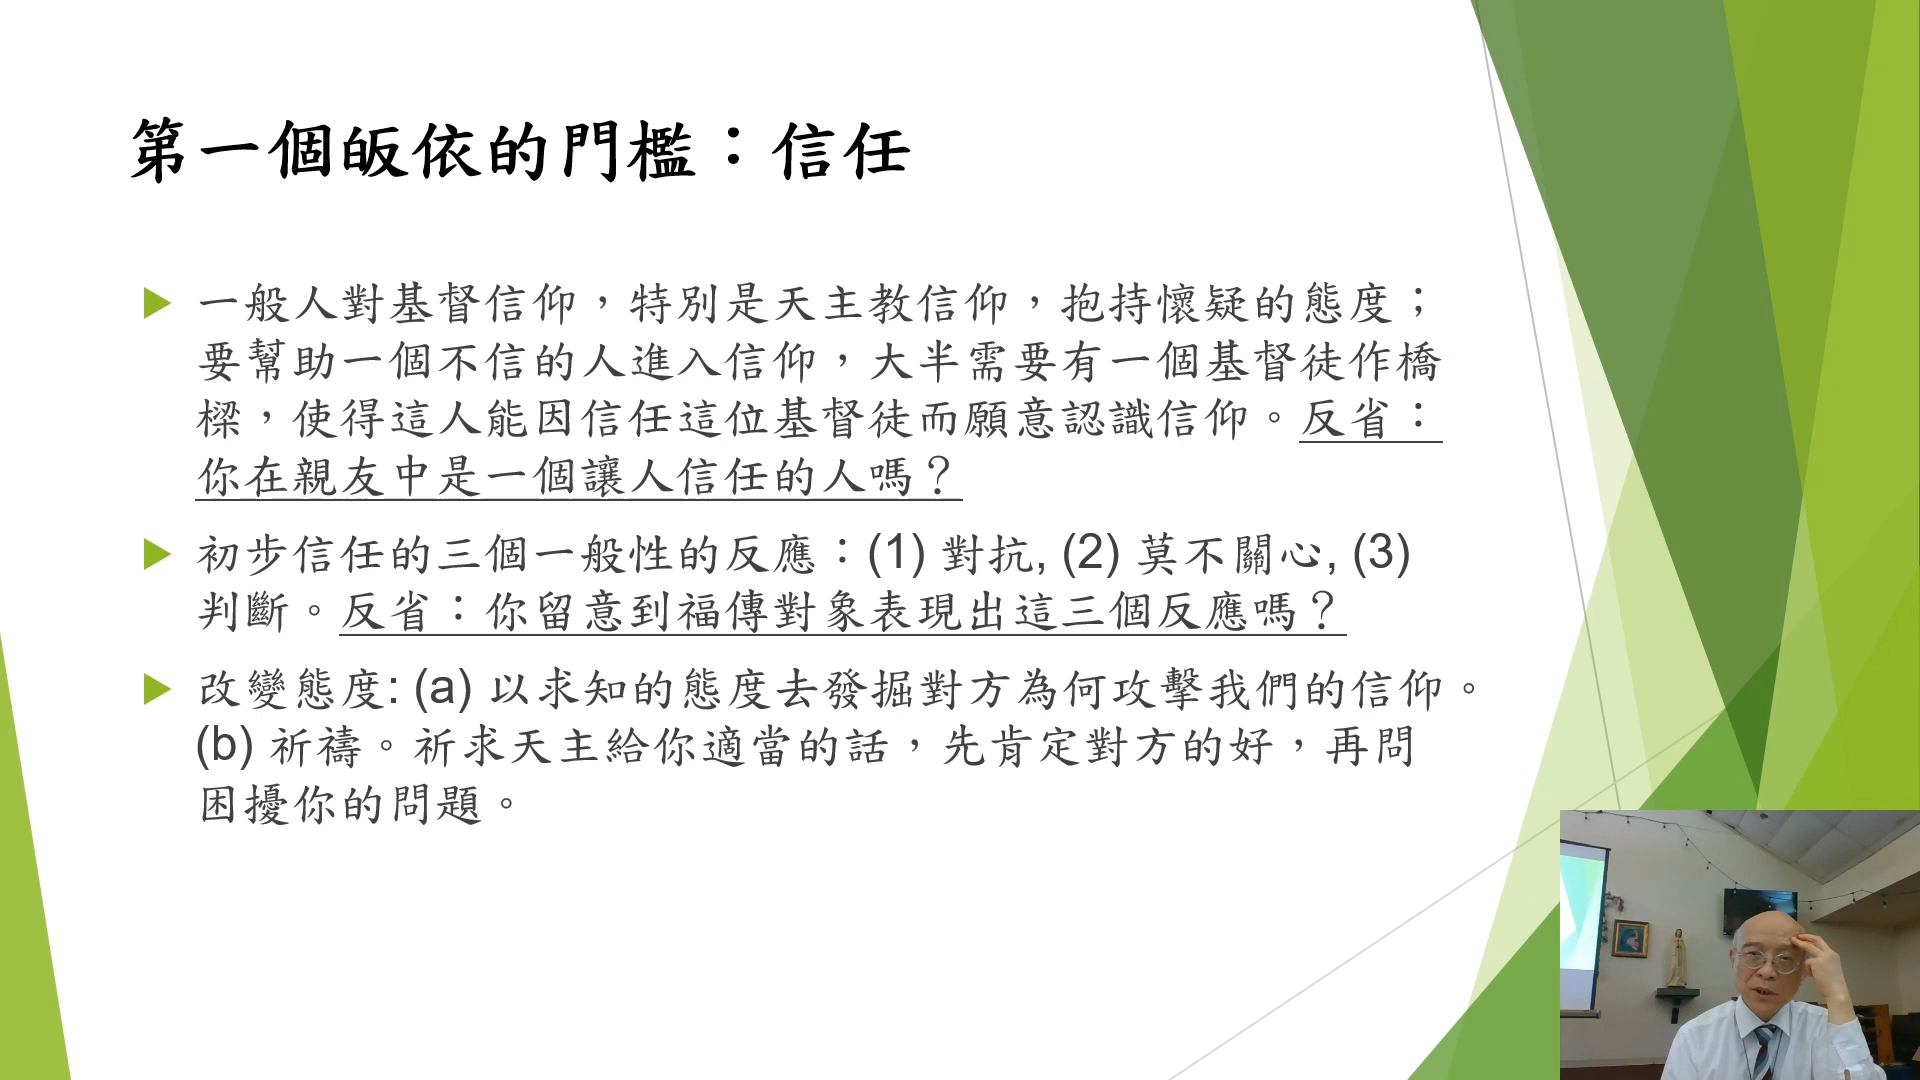 第一個皈依的門檻：信任
一般人對基督信仰，特別是天主教信仰，抱持懷疑的態度；
要幫助一個不信的人進入信仰，大半需要有一個基督徒作橋
樑，使得這人能因信任這位基督徒而願意認識信仰。反省：
你在親友中是一個讓人信任的人嗎？
初步信任的三個一般性的反應：(1) 對抗, (2) 莫不關心, (3)
判斷。反省：你留意到福傳對象表現出這三個反應嗎？
改變態度: (a) 以求知的態度去發掘對方為何攻擊我們的信仰。
(b) 祈禱。祈求天主給你適當的話，先肯定對方的好，再問
困擾你的問題。